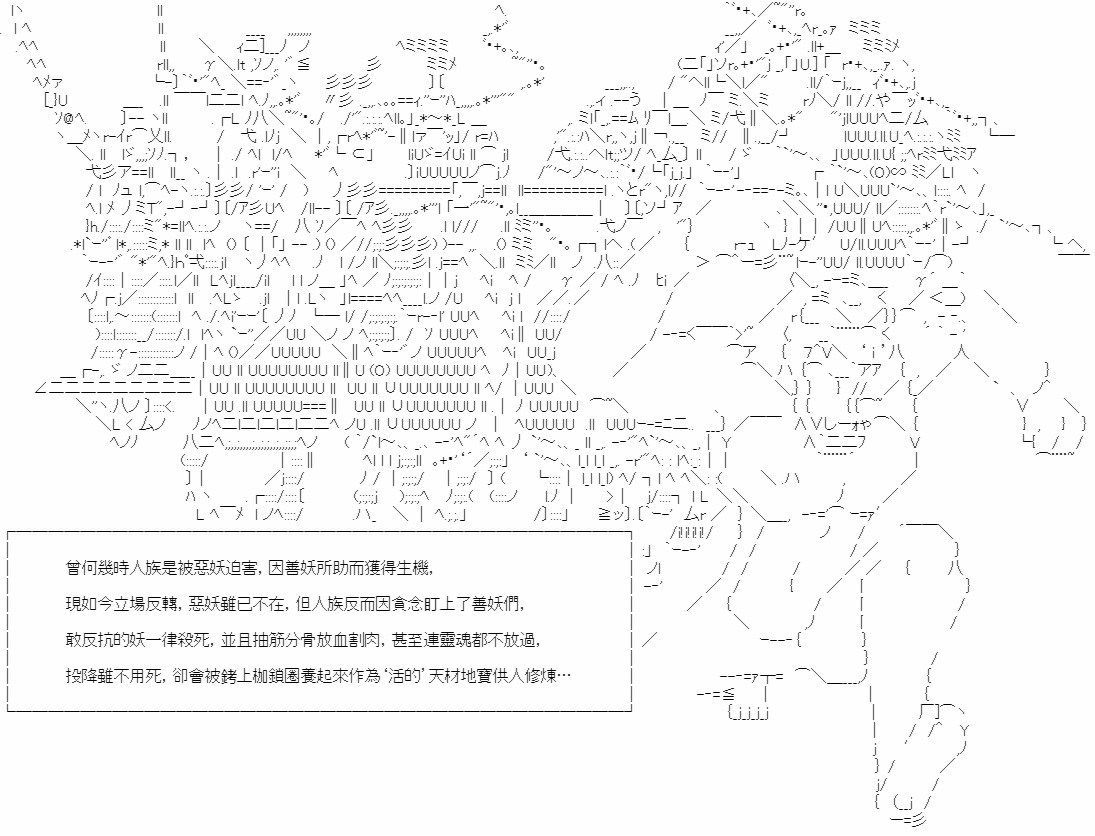 曾何幾時人族是被惡妖迫害，因善妖所助而獲得生機，
現如今立場反轉，惡妖雖已不在，但人族反而因貪念盯上了善妖們，
敢反抗的妖一律殺死，並且抽筋分骨放血割肉，甚至連靈魂都不放過，
投降雖不用死，卻會被銬上枷鎖圈養起來作為‘活的’天材地寶供人修煉…